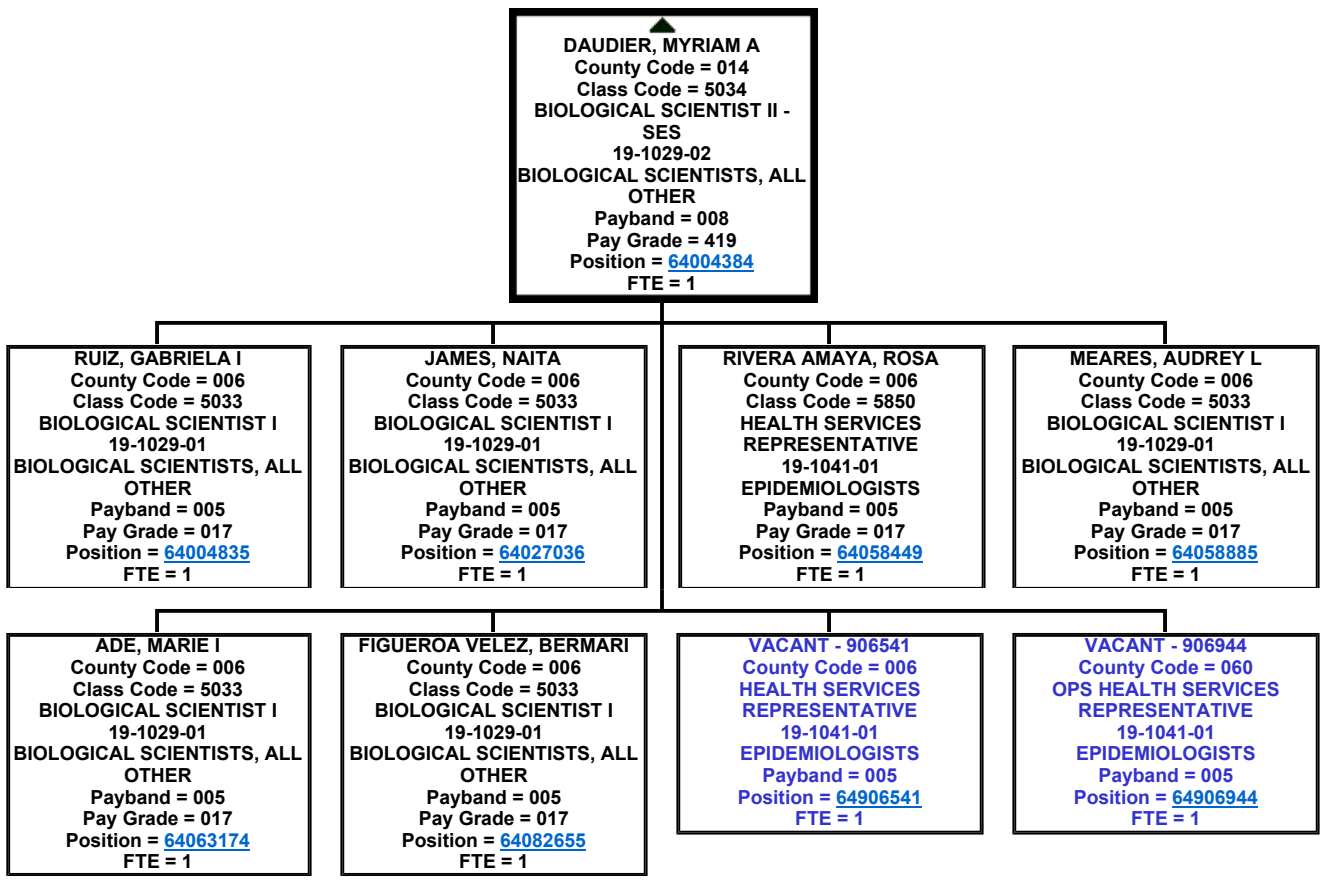 DAUDIER, MYRIAM A
County Code = 014
Class Code = 5034
BIOLOGICAL SCIENTIST II -
SES
19-1029-02
BIOLOGICAL SCIENTISTS, ALL
OTHER
Payband = 008
Pay Grade = 419
Position = 64004384
FTE = 1
RUIZ, GABRIELA I
County Code = 006
Class Code = 5033
BIOLOGICAL SCIENTIST I
19-1029-01
BIOLOGICAL SCIENTISTS, ALL
OTHER
Payband = 005
Pay Grade = 017
Position = 64004835
FTE = 1
JAMES, NAITA
County Code = 006
Class Code = 5033
BIOLOGICAL SCIENTIST I
19-1029-01
BIOLOGICAL SCIENTISTS, ALL
OTHER
Payband = 005
Pay Grade = 017
Position = 64027036
FTE = 1
RIVERA AMAYA, ROSA
County Code = 006
Class Code = 5850
HEALTH SERVICES
REPRESENTATIVE
19-1041-01
EPIDEMIOLOGISTS
Payband = 005
Pay Grade = 017
Position = 64058449
FTE = 1
MEARES, AUDREY L
County Code = 006
Class Code = 5033
BIOLOGICAL SCIENTIST I
19-1029-01
BIOLOGICAL SCIENTISTS, ALL
OTHER
Payband = 005
Pay Grade = 017
Position = 64058885
FTE = 1
ADE, MARIE I
County Code = 006
Class Code = 5033
BIOLOGICAL SCIENTIST I
19-1029-01
BIOLOGICAL SCIENTISTS, ALL
OTHER
Payband = 005
Pay Grade = 017
Position = 64063174
FTE = 1
FIGUEROA VELEZ, BERMARI
County Code = 006
Class Code = 5033
BIOLOGICAL SCIENTIST I
19-1029-01
BIOLOGICAL SCIENTISTS, ALL
OTHER
Payband = 005
Pay Grade = 017
Position = 64082655
FTE = 1
VACANT - 906541
County Code = 006
HEALTH SERVICES
REPRESENTATIVE
19-1041-01
EPIDEMIOLOGISTS
Payband = 005
Position = 64906541
FTE = 1
VACANT - 906944
County Code = 060
OPS HEALTH SERVICES
REPRESENTATIVE
19-1041-01
EPIDEMIOLOGISTS
Payband = 005
Position = 64906944
FTE = 1